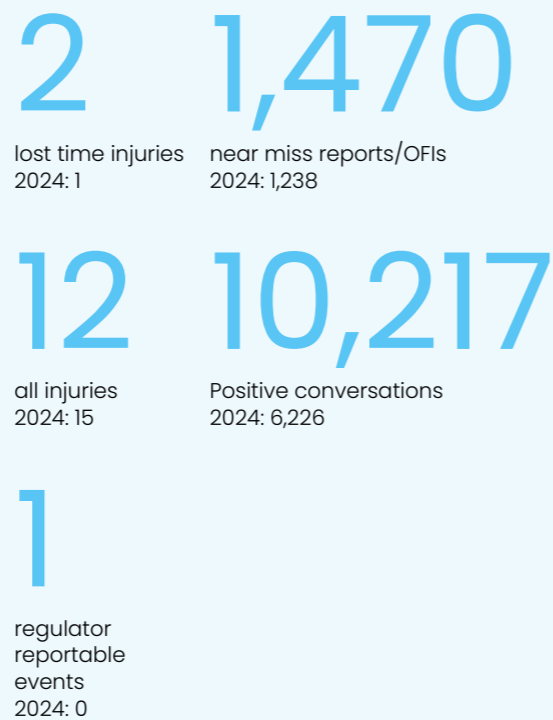 2
lost time injuries
2024: 1
1,470
near miss reports/OFIs
2024: 1,238
12
all injuries
2024: 15
10,217
Positive conversations
2024: 6,226
1
regulator
reportable
events
2024: 0